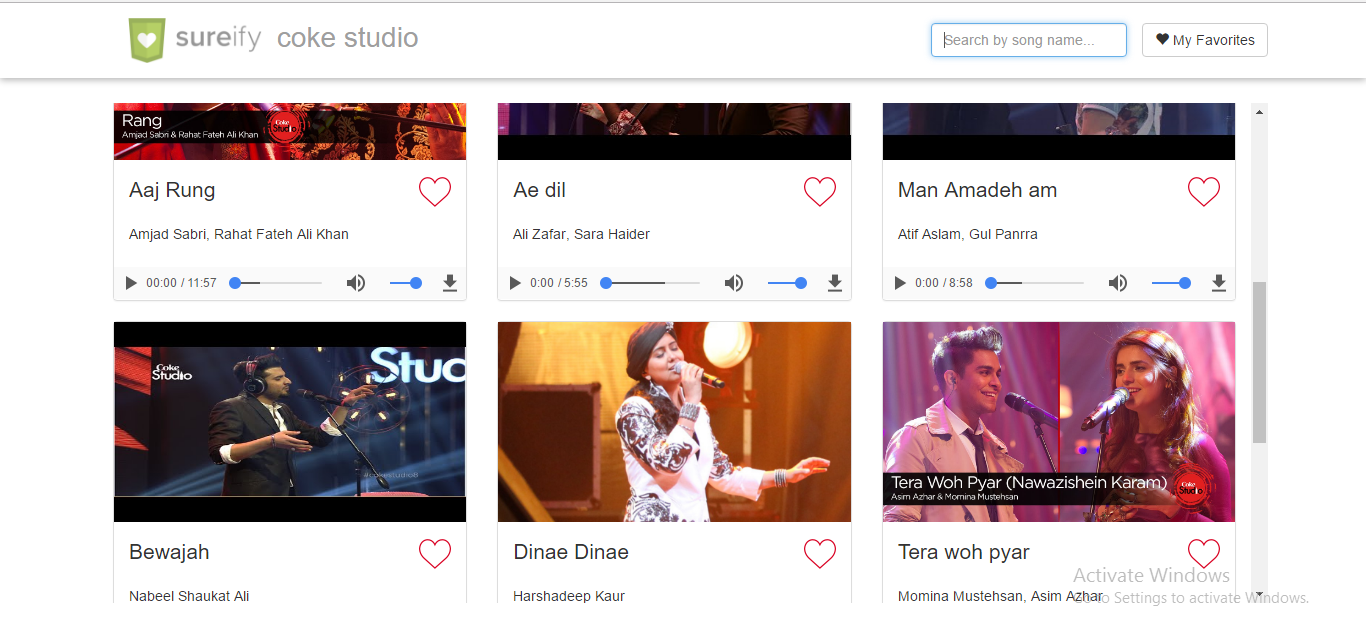 sureify coke studio
Search by song name...
My Favorites
Rang
Amjad Sabri & Rahat Fateh Ali Khan
Coke Studio
Aaj Rung
Amjad Sabri, Rahat Fateh Ali Khan
00:00 / 11:57
Ae dil
Ali Zafar, Sara Haider
0:00 / 5:55
Man Amadeh am
Atif Aslam, Gul Panrra
0:00 / 8:58
Coke Studio
Stud
Bewajah
Nabeel Shaukat Ali
Dinae Dinae
Harshadeep Kaur
Tera Woh Pyar (Nawazishein Karam)
Asim Azhar & Momina Mustehsan
Coke Studio
Tera woh pyar
Momina Mustehsan, Asim Azhar
Activate Windows
Go to Settings to activate Windows.